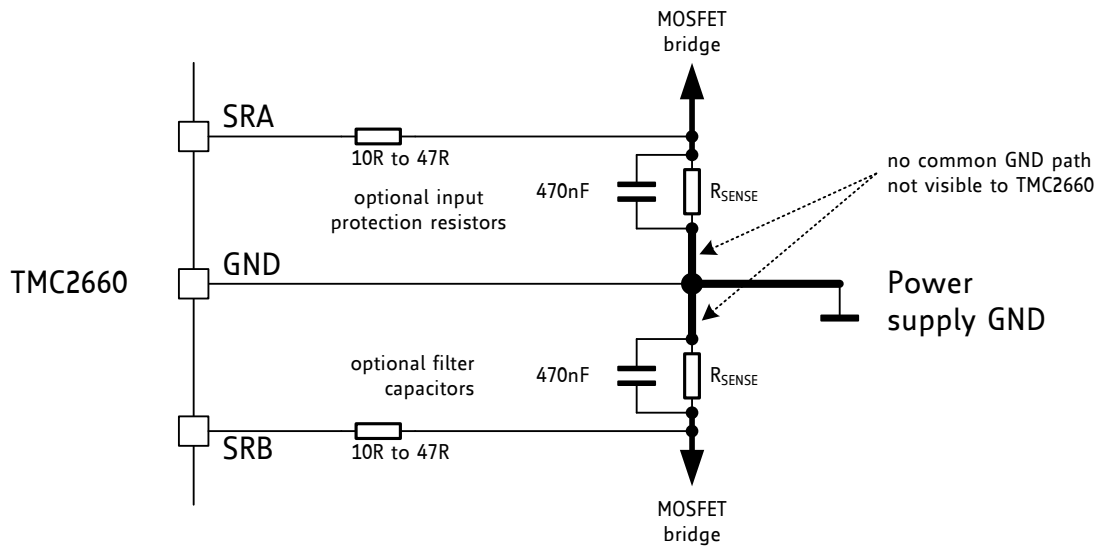 MOSFET
bridge
SRA
10R to 47R
optional input
protection resistors
470nF
RSENSE
no common GND path
not visible to TMC2660
TMC2660
GND
Power
supply GND
optional filter
capacitors
470nF
RSENSE
SRB
10R to 47R
MOSFET
bridge